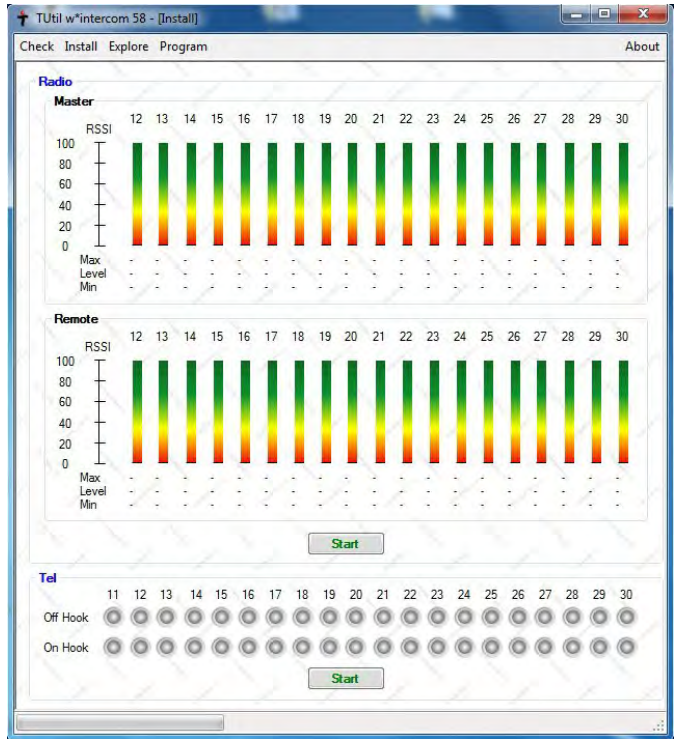 TUtil w*intercom 58 - [Install]
Check Install Explore Program About
Radio
Master
RSSI 12 13 14 15 16 17 18 19 20 21 22 23 24 25 26 27 28 29 30
100
80
60
40
20
0
Max - - - - - - - - - - - - - - - - - - -
Level - - - - - - - - - - - - - - - - - - -
Min - - - - - - - - - - - - - - - - - - -
Remote
RSSI 12 13 14 15 16 17 18 19 20 21 22 23 24 25 26 27 28 29 30
100
80
60
40
20
0
Max - - - - - - - - - - - - - - - - - - -
Level - - - - - - - - - - - - - - - - - - -
Min - - - - - - - - - - - - - - - - - - -
Start
Tel
11 12 13 14 15 16 17 18 19 20 21 22 23 24 25 26 27 28 29 30
Off Hook
On Hook
Start